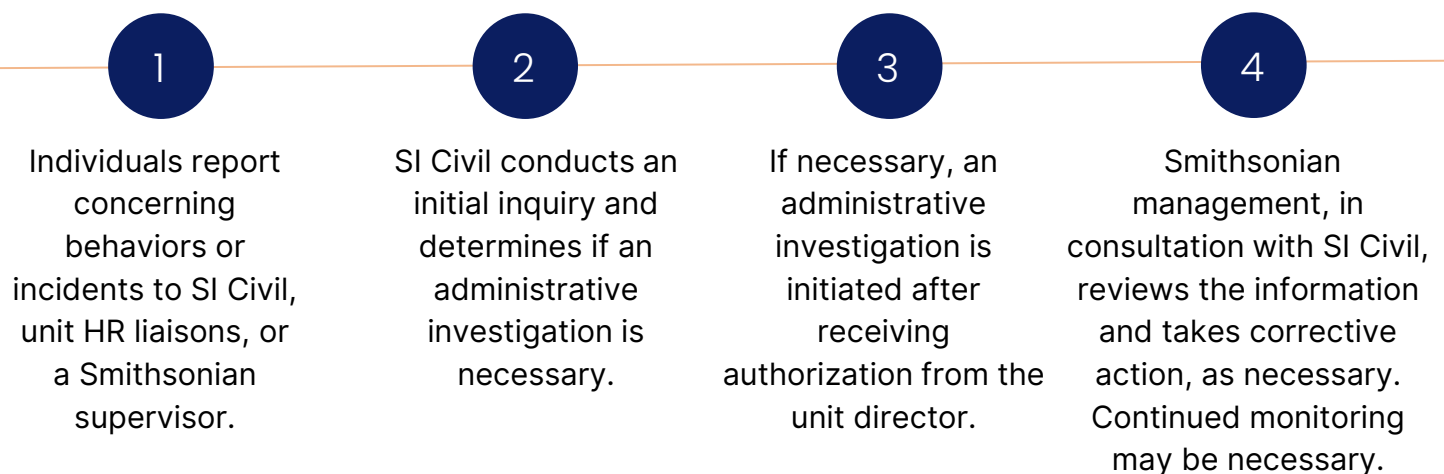 1
Individuals report
concerning
behaviors or
incidents to SI Civil,
unit HR liaisons, or
a Smithsonian
supervisor.
2
SI Civil conducts an
initial inquiry and
determines if an
administrative
investigation is
necessary.
3
If necessary, an
administrative
investigation is
initiated after
receiving
authorization from the
unit director.
4
Smithsonian
management, in
consultation with SI Civil,
reviews the information
and takes corrective
action, as necessary.
Continued monitoring
may be necessary.